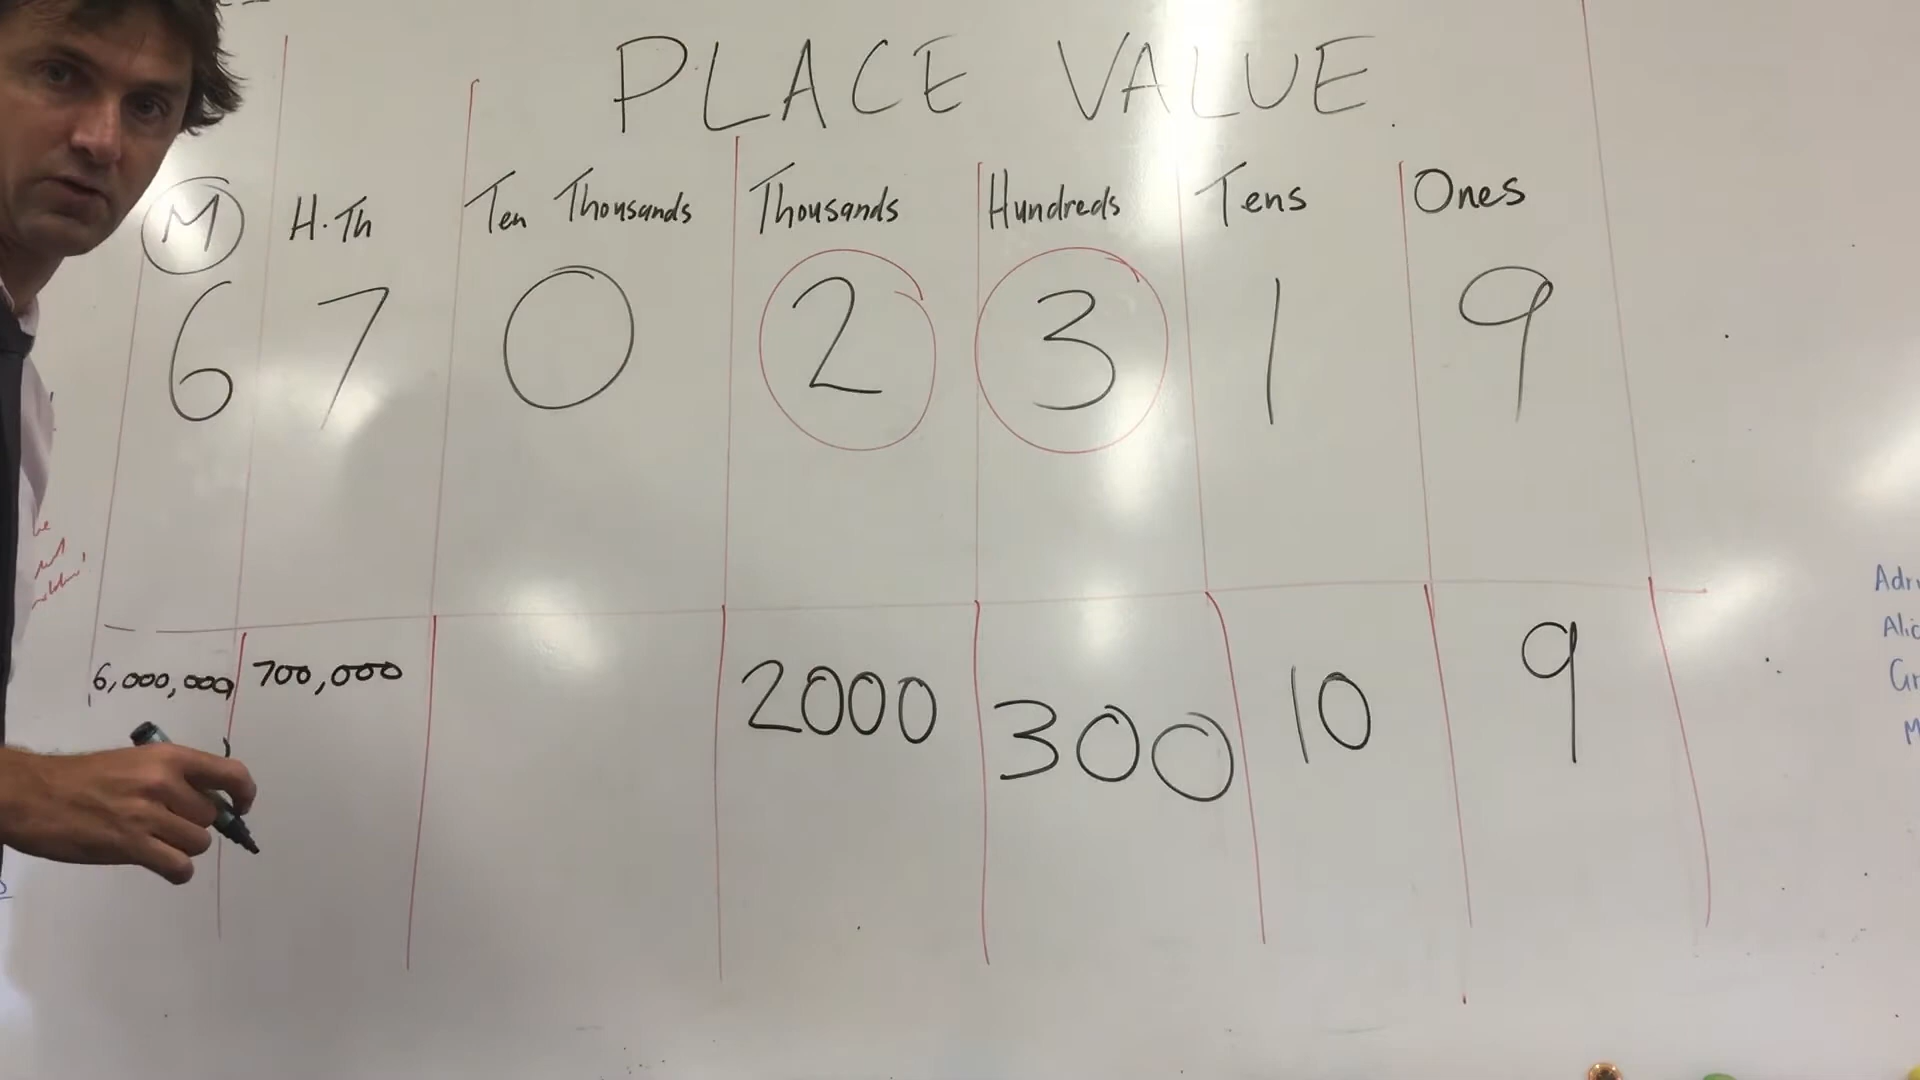 PLACE VALUE
M H.Th Ten Thousands Thousands Hundreds Tens Ones
6 7 0 2 3 1 9
6,000,000 700,000 2000 300 10 9